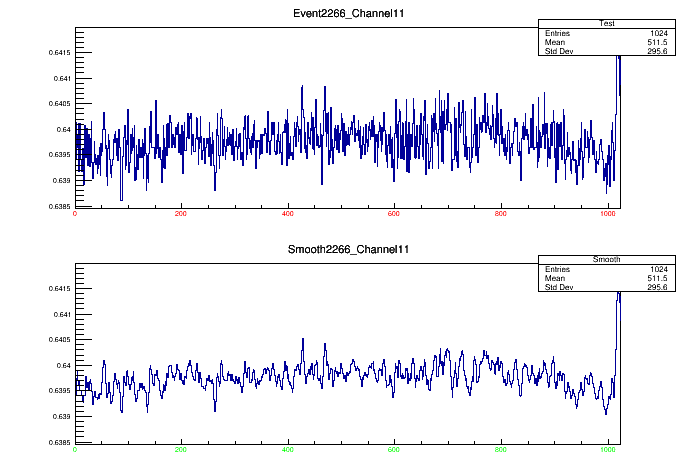 Event2266_Channel11
Test
Entries 1024
Mean 511.5
Std Dev 295.6
0.6415
0.641
0.6405
0.64
0.6395
0.639
0.6385
0 200 400 600 800 1000
Smooth2266_Channel11
Smooth
Entries 1024
Mean 511.5
Std Dev 295.6
0.6415
0.641
0.6405
0.64
0.6395
0.639
0.6385
0 200 400 600 800 1000